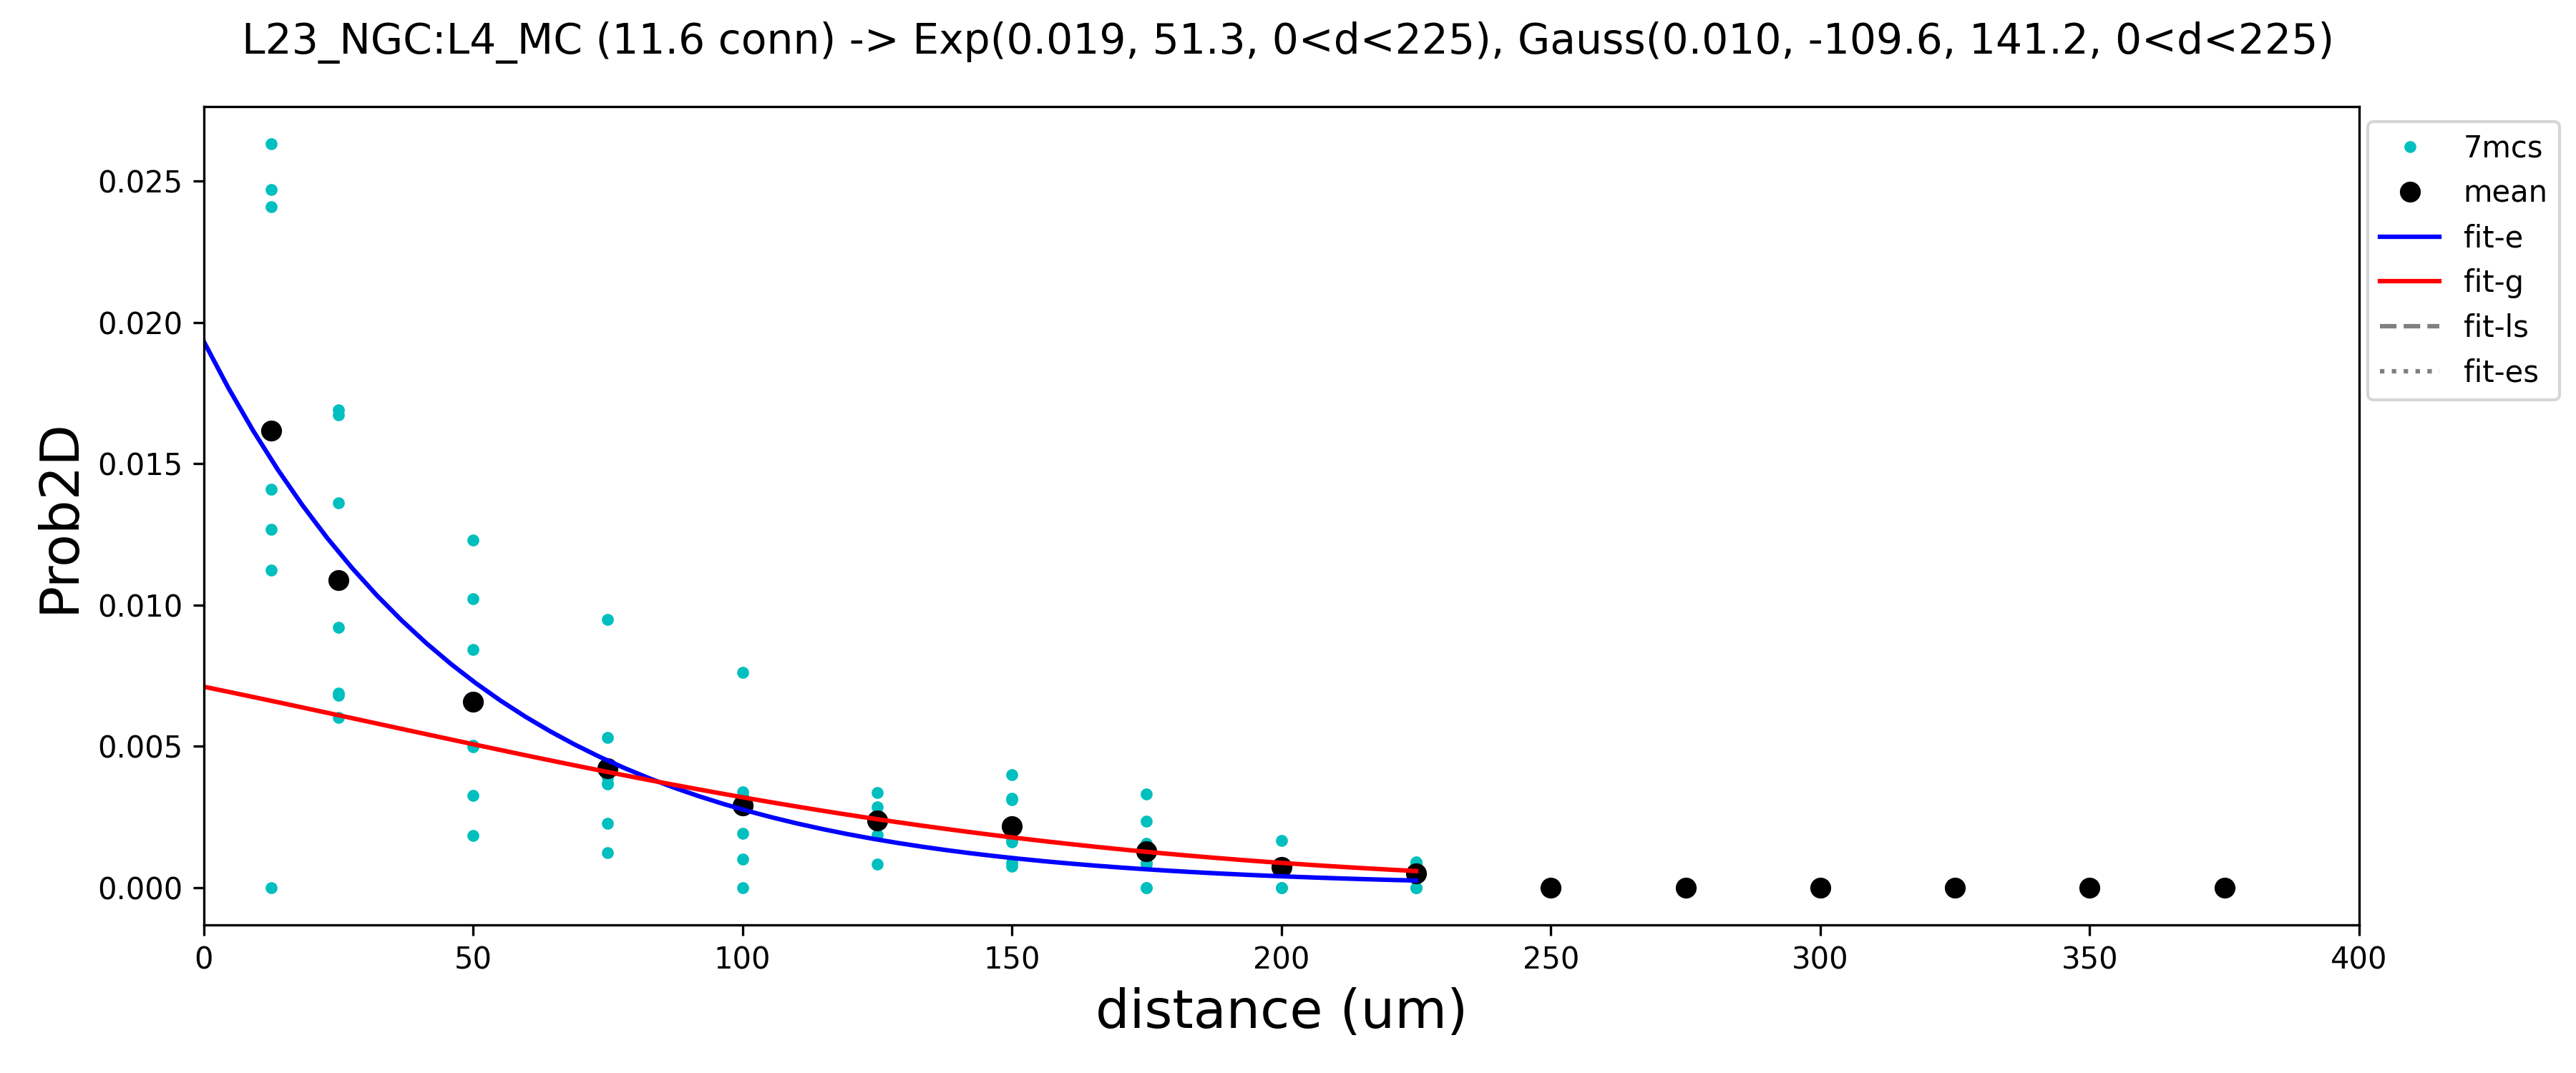 L23_NGC:L4_MC (11.6 conn) -> Exp(0.019, 51.3, 0<d<225), Gauss(0.010, -109.6, 141.2, 0<d<225)
7mcs
mean
fit-e
fit-g
fit-ls
fit-es
Prob2D
0.025
0.020
0.015
0.010
0.005
0.000
0 50 100 150 200 250 300 350 400
distance (um)